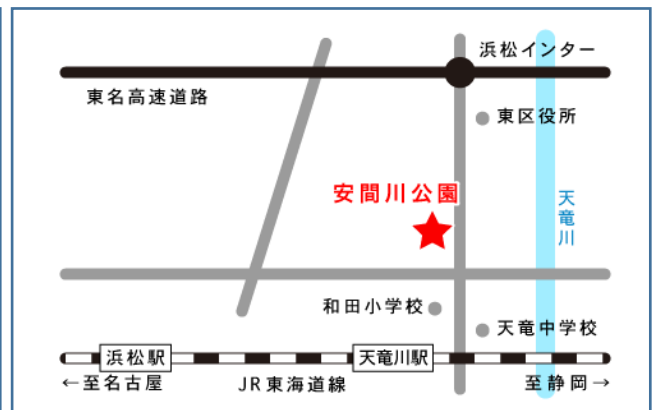 浜松インター
東名高速道路
東区役所
安間川公園
天竜川
和田小学校
天竜中学校
浜松駅
天竜川駅
←至名古屋
JR東海道線
至静岡→